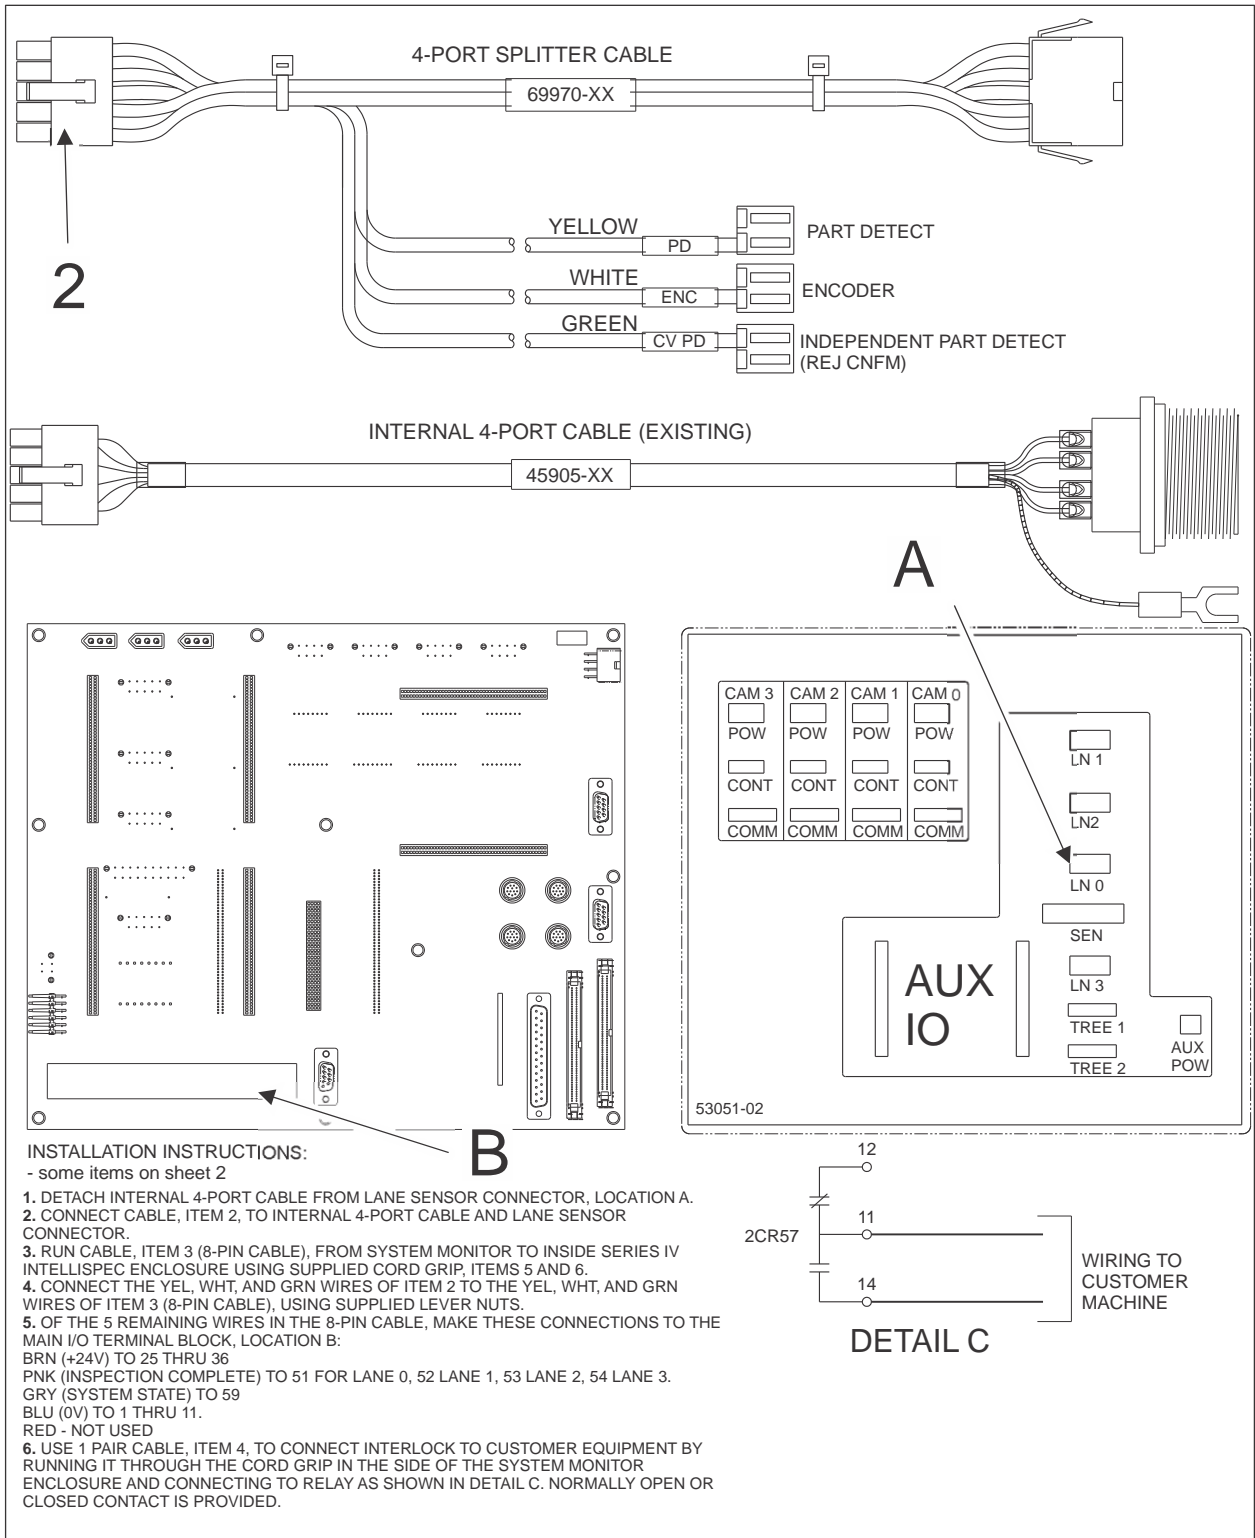 4-PORT SPLITTER CABLE
69970-XX
2
YELLOW
PD
PART DETECT
WHITE
ENC
ENCODER
GREEN
CV PD
INDEPENDENT PART DETECT
(REJ CNFM)
INTERNAL 4-PORT CABLE (EXISTING)
45905-XX
A
CAM 3
CAM 2
CAM 1
CAM 0
POW
POW
POW
POW
CONT
CONT
CONT
CONT
COMM
COMM
COMM
COMM
LN 1
LN2
LN 0
SEN
LN 3
TREE 1
TREE 2
AUX
POW
AUX
IO
53051-02
B
INSTALLATION INSTRUCTIONS:
- some items on sheet 2
1. DETACH INTERNAL 4-PORT CABLE FROM LANE SENSOR CONNECTOR, LOCATION A.
2. CONNECT CABLE, ITEM 2, TO INTERNAL 4-PORT CABLE AND LANE SENSOR
CONNECTOR.
3. RUN CABLE, ITEM 3 (8-PIN CABLE), FROM SYSTEM MONITOR TO INSIDE SERIES IV
INTELLISPEC ENCLOSURE USING SUPPLIED CORD GRIP, ITEMS 5 AND 6.
4. CONNECT THE YEL, WHT, AND GRN WIRES OF ITEM 2 TO THE YEL, WHT, AND GRN
WIRES OF ITEM 3 (8-PIN CABLE), USING SUPPLIED LEVER NUTS.
5. OF THE 5 REMAINING WIRES IN THE 8-PIN CABLE, MAKE THESE CONNECTIONS TO THE
MAIN I/O TERMINAL BLOCK, LOCATION B:
BRN (+24V) TO 25 THRU 36
PNK (INSPECTION COMPLETE) TO 51 FOR LANE 0, 52 LANE 1, 53 LANE 2, 54 LANE 3.
GRY (SYSTEM STATE) TO 59
BLU (0V) TO 1 THRU 11.
RED - NOT USED
6. USE 1 PAIR CABLE, ITEM 4, TO CONNECT INTERLOCK TO CUSTOMER EQUIPMENT BY
RUNNING IT THROUGH THE CORD GRIP IN THE SIDE OF THE SYSTEM MONITOR
ENCLOSURE AND CONNECTING TO RELAY AS SHOWN IN DETAIL C. NORMALLY OPEN OR
CLOSED CONTACT IS PROVIDED.
12
11
2CR57
14
WIRING TO
CUSTOMER
MACHINE
DETAIL C